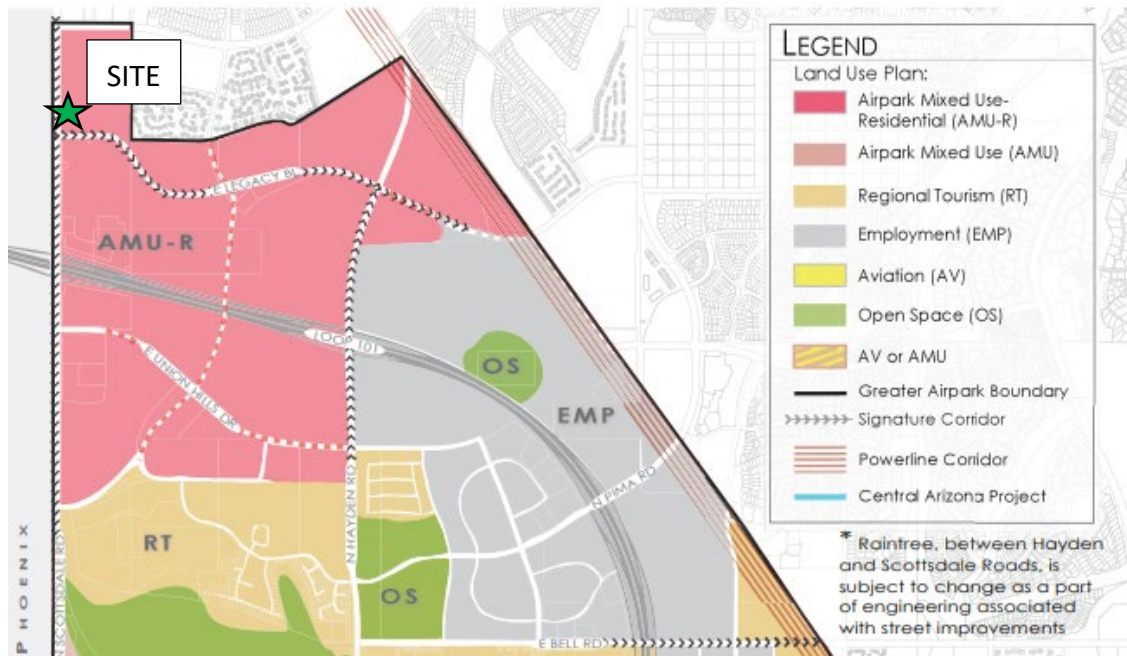 SITE
E LEGACY BL
AMU-R
LOOP 101
E UNION HILLS DR
OS
EMP
N HAYDEN RD
N PIMA RD
RT
OS
N SCOTTSDALE RD
PHOENIX
E BELL RD
LEGEND
Land Use Plan:
Airpark Mixed Use-
Residential (AMU-R)
Airpark Mixed Use (AMU)
Regional Tourism (RT)
Employment (EMP)
Aviation (AV)
Open Space (OS)
AV or AMU
Greater Airpark Boundary
Signature Corridor
Powerline Corridor
Central Arizona Project
* Raintree, between Hayden
and Scottsdale Roads, is
subject to change as a part
of engineering associated
with street improvements